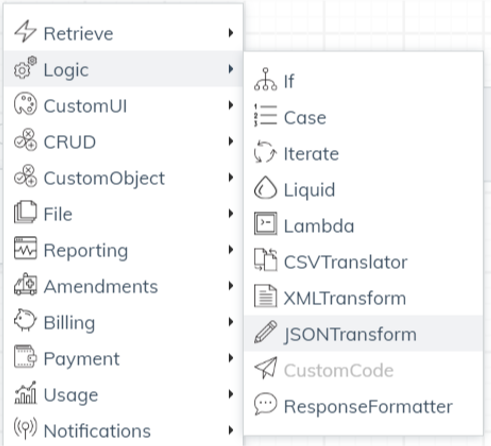 Retrieve
Logic
CustomUI
CRUD
CustomObject
File
Reporting
Amendments
Billing
Payment
Usage
Notifications
If
Case
Iterate
Liquid
Lambda
CSVTranslator
XMLTransform
JSONTransform
CustomCode
ResponseFormatter